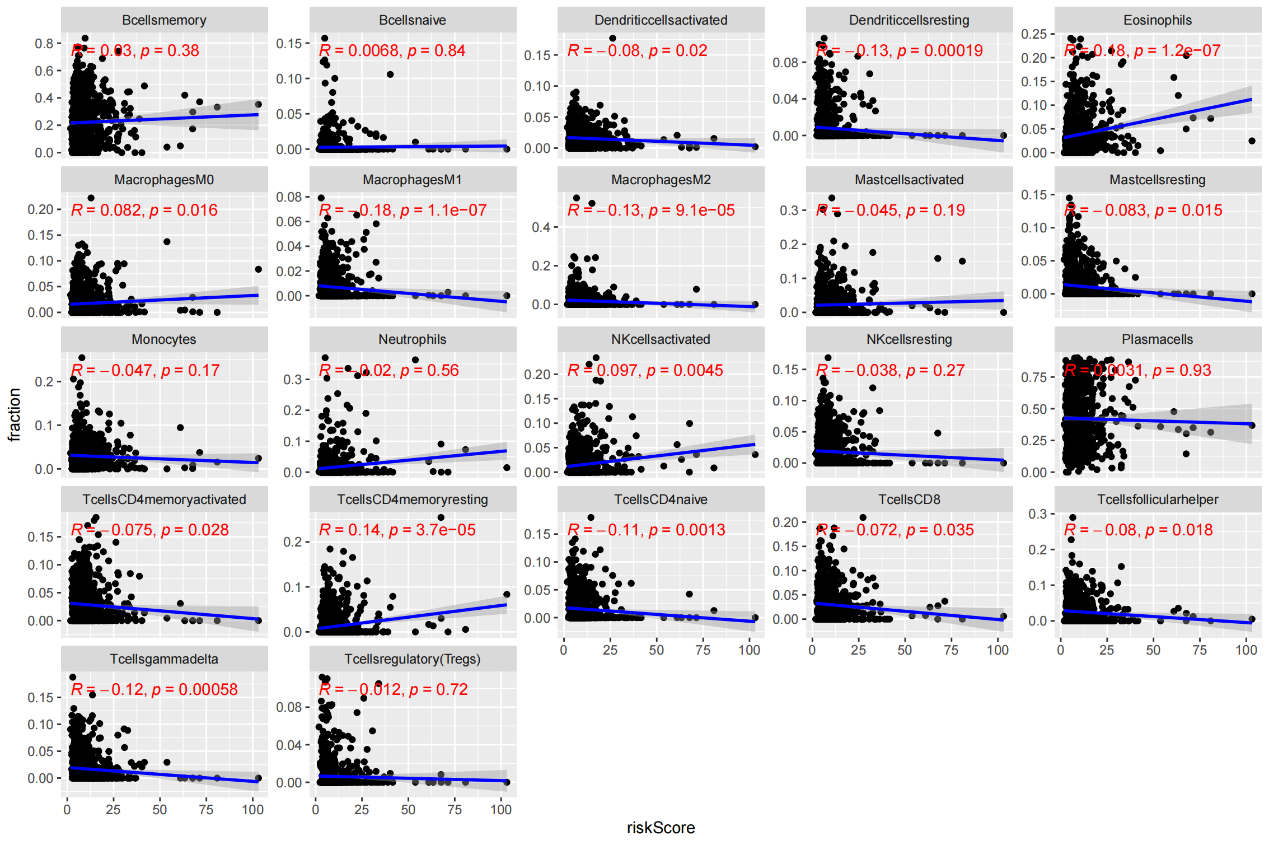 Bcellsmemory Bcellsnaive Dendriticcellsactivated Dendriticcellsresting Eosinophils
R = 0.03, p = 0.38 R = 0.0068, p = 0.84 R = −0.08, p = 0.02 R = −0.13, p = 0.00019 R = 0.18, p = 1.2e−07
0.8 0.6 0.4 0.2 0.0
0.15 0.10 0.05 0.00
0.15 0.10 0.05 0.00
0.08 0.04 0.00
0.25 0.20 0.15 0.10 0.05 0.00
MacrophagesM0 MacrophagesM1 MacrophagesM2 Mastcellsactivated Mastcellsresting
R = 0.082, p = 0.016 R = −0.18, p = 1.1e−07 R = −0.13, p = 9.1e−05 R = −0.045, p = 0.19 R = −0.083, p = 0.015
0.20 0.15 0.10 0.05 0.00
0.08 0.06 0.04 0.02 0.00
0.4 0.2 0.0
0.3 0.2 0.1 0.0
0.15 0.10 0.05 0.00
Monocytes Neutrophils NKcellsactivated NKcellsresting Plasmacells
R = −0.047, p = 0.17 R = −0.02, p = 0.56 R = 0.097, p = 0.0045 R = −0.038, p = 0.27 R = 0.0031, p = 0.93
0.2 0.1 0.0
0.3 0.2 0.1 0.0
0.20 0.15 0.10 0.05 0.00
0.15 0.10 0.05 0.00
0.75 0.50 0.25 0.00
fraction
TcellsCD4memoryactivated TcellsCD4memoryresting TcellsCD4naive TcellsCD8 Tcellsfollicularhelper
R = −0.075, p = 0.028 R = 0.14, p = 3.7e−05 R = −0.11, p = 0.0013 R = −0.072, p = 0.035 R = −0.08, p = 0.018
0.15 0.10 0.05 0.00
0.2 0.1 0.0
0.15 0.10 0.05 0.00
0.20 0.15 0.10 0.05 0.00
0.3 0.2 0.1 0.0
0 25 50 75 100 0 25 50 75 100 0 25 50 75 100
Tcellsgammadelta Tcellsregulatory(Tregs)
R = −0.12, p = 0.00058 R = −0.012, p = 0.72
0.15 0.10 0.05 0.00
0.08 0.04 0.00
0 25 50 75 100 0 25 50 75 100
riskScore